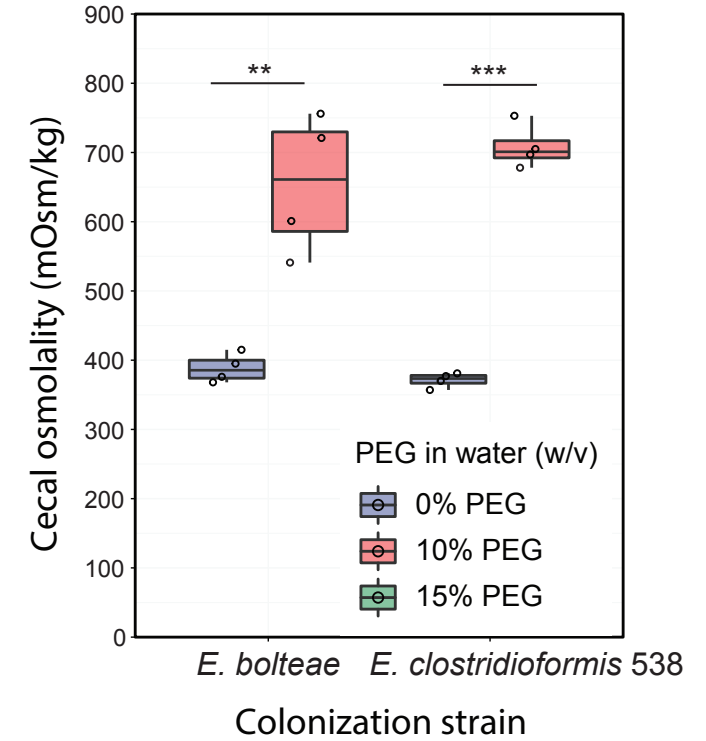 Cecal osmolality (mOsm/kg)
900
800
700
600
500
400
300
200
100
0
**
***
PEG in water (w/v)
0% PEG
10% PEG
15% PEG
E. bolteae
E. clostridioformis 538
Colonization strain